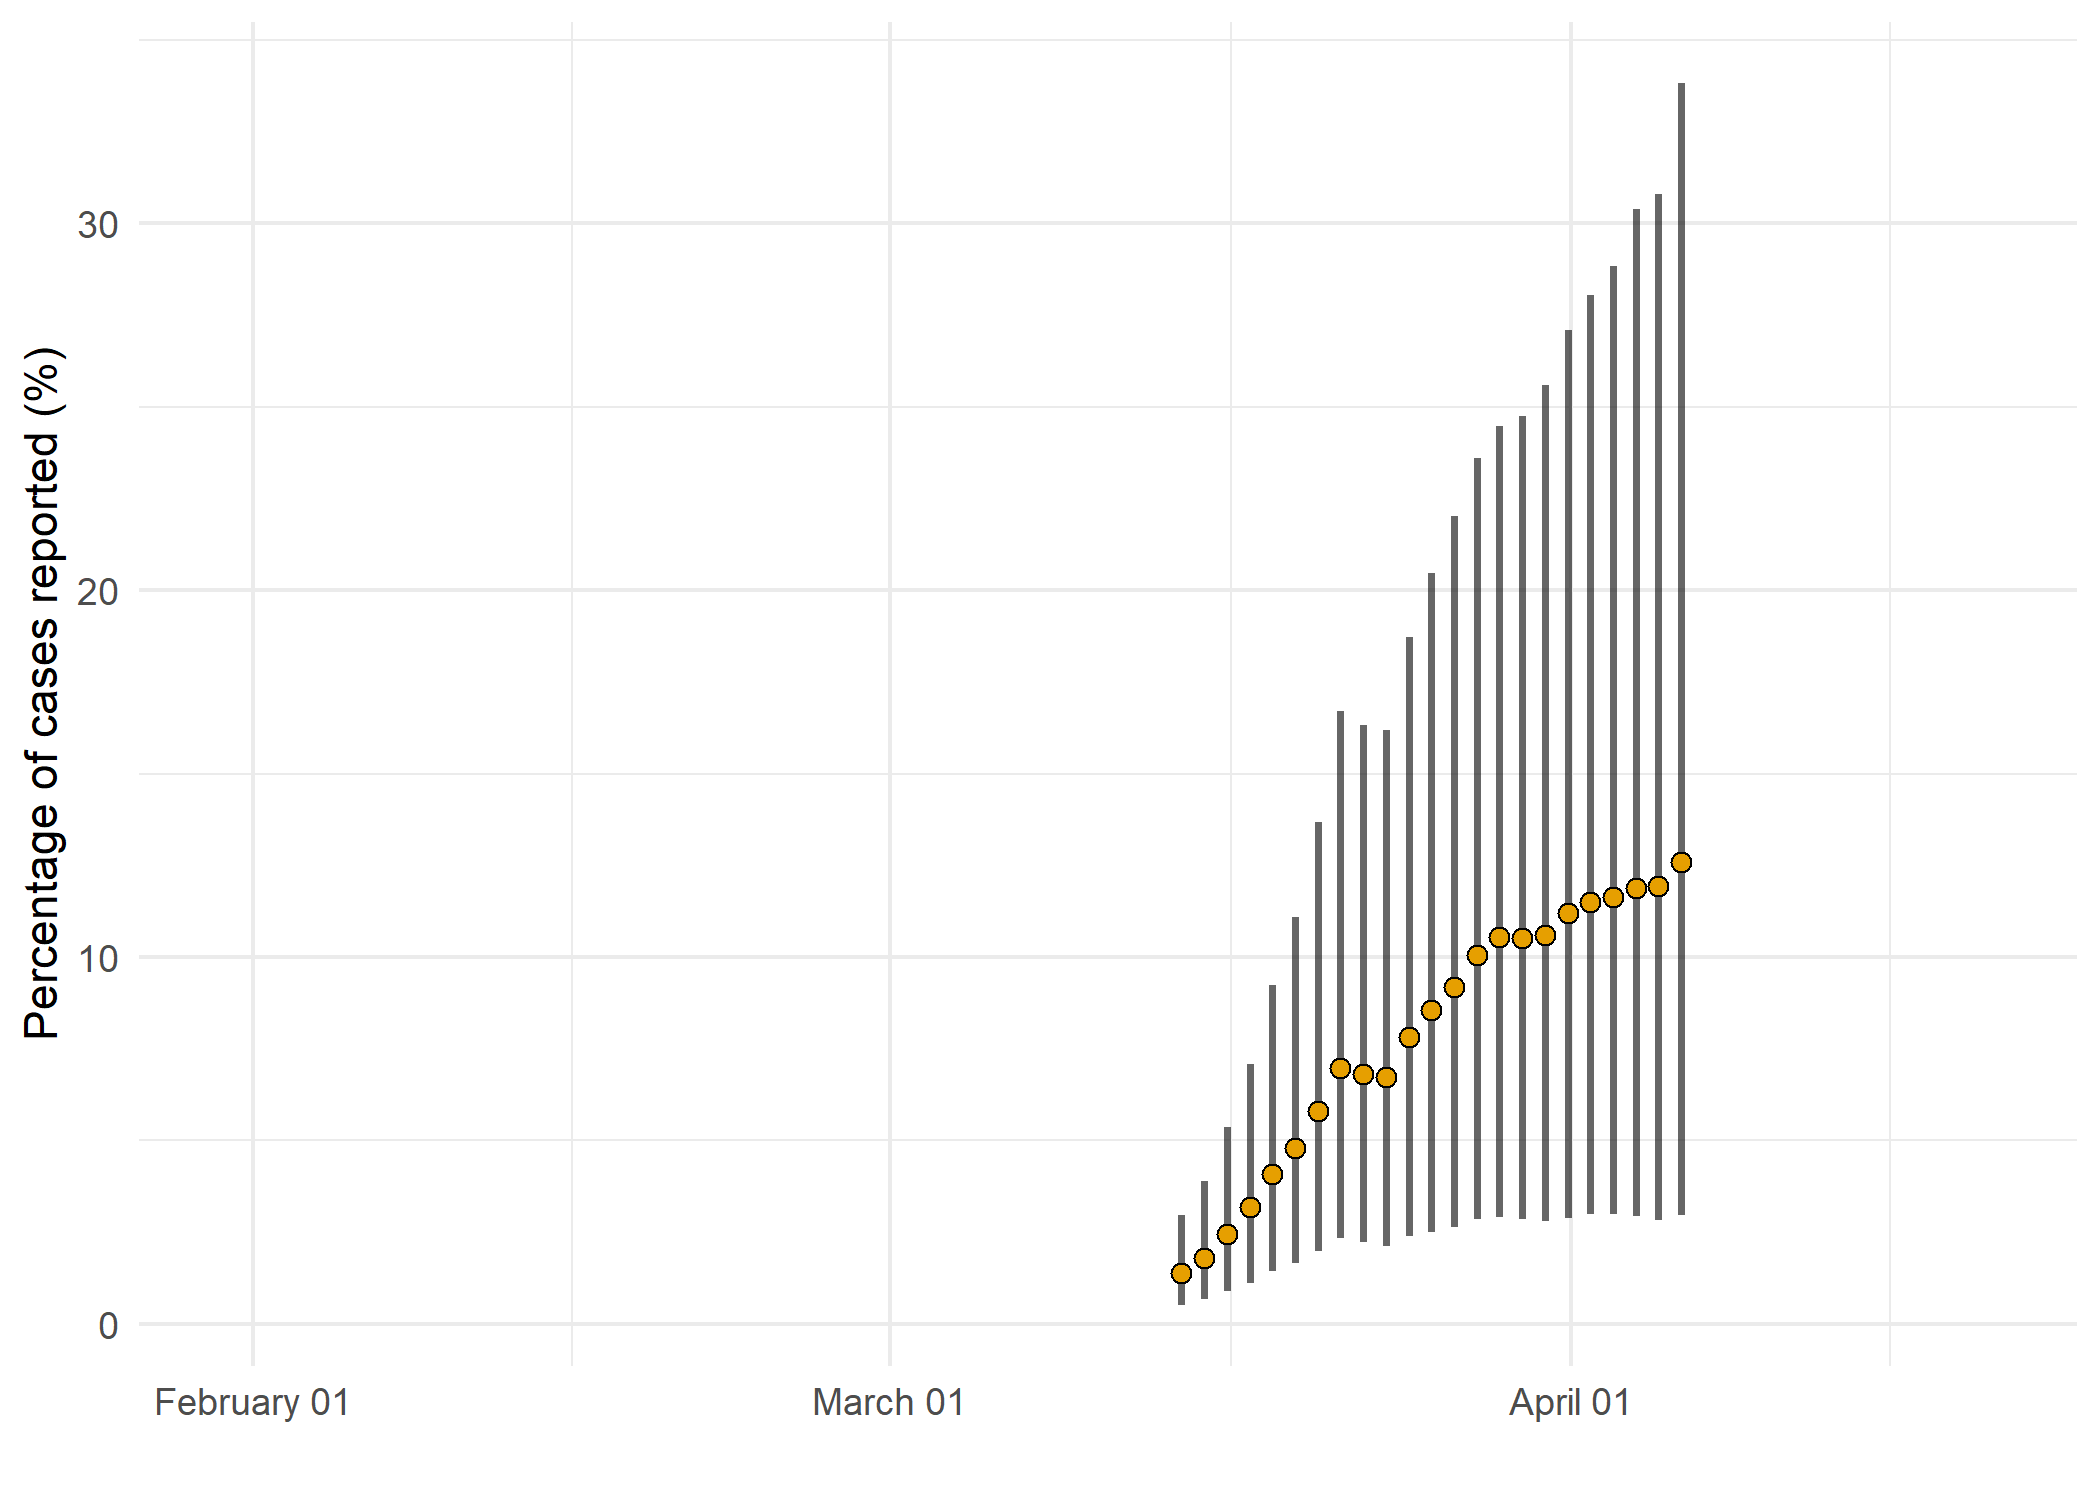 Percentage of cases reported (%)
30
20
10
0
February 01
March 01
April 01